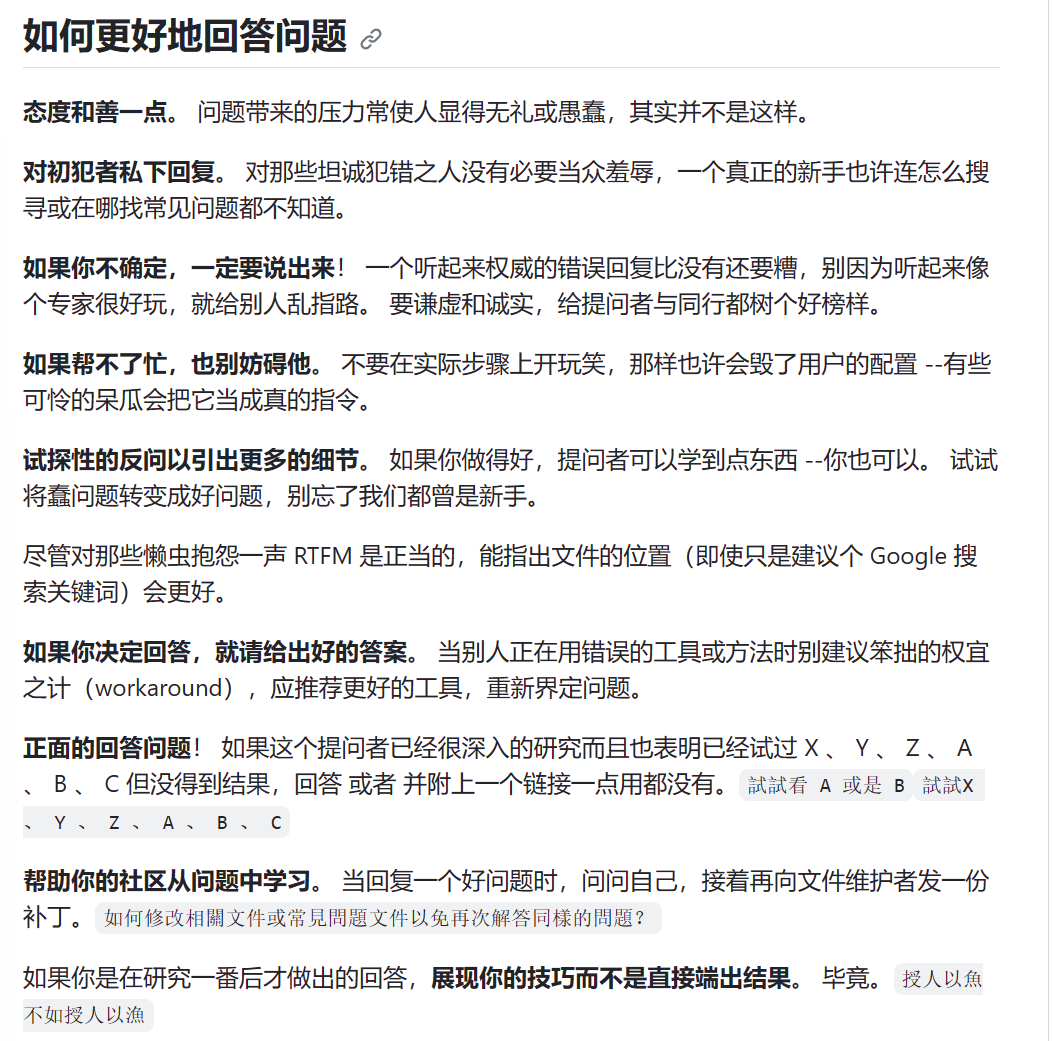 如何更好地回答问题
态度和善一点。 问题带来的压力常使人显得无礼或愚蠢，其实并不是这样。
对初犯者私下回复。 对那些坦诚犯错之人没有必要当众羞辱，一个真正的新手也许连怎么搜
寻或在哪找常见问题都不知道。
如果你不确定，一定要说出来！ 一个听起来权威的错误回复比没有还要糟，别因为听起来像
个专家很好玩，就给别人乱指路。 要谦虚和诚实，给提问者与同行都树个好榜样。
如果帮不了忙，也别妨碍他。 不要在实际步骤上开玩笑，那样也许会毁了用户的配置 --有些
可怜的呆瓜会把它当成真的指令。
试探性的反问以引出更多的细节。 如果你做得好，提问者可以学到点东西 --你也可以。 试试
将蠢问题转变成好问题，别忘了我们都曾是新手。
尽管对那些懒虫抱怨一声 RTFM 是正当的，能指出文件的位置（即使只是建议个 Google 搜
索关键词）会更好。
如果你决定回答，就请给出好的答案。 当别人正在用错误的工具或方法时别建议笨拙的权宜
之计（workaround），应推荐更好的工具，重新界定问题。
正面的回答问题！ 如果这个提问者已经很深入的研究而且也表明已经试过 X 、 Y 、 Z 、 A
、 B 、 C 但没得到结果，回答 或者 并附上一个链接一点用都没有。 試試看 A 或是 B 試試X
、 Y 、 Z 、 A 、 B 、 C
帮助你的社区从问题中学习。 当回复一个好问题时，问问自己，接着再向文件维护者发一份
补丁。 如何修改相關文件或常見問題文件以免再次解答同樣的問題？
如果你是在研究一番后才做出的回答，展现你的技巧而不是直接端出结果。 毕竟。 授人以魚
不如授人以漁